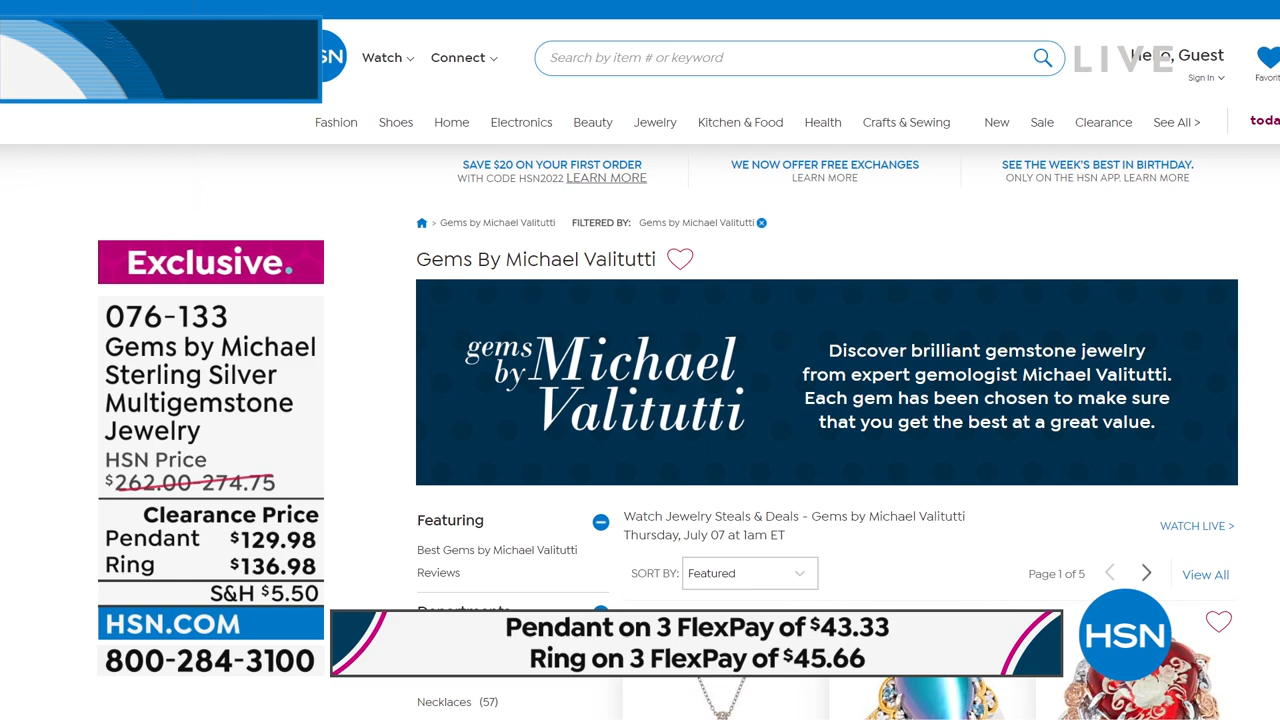 SN
Watch
Connect
Search by item # or keyword
LIVE
Hello, Guest
Sign In
Fashion
Shoes
Home
Electronics
Beauty
Jewelry
Kitchen & Food
Health
Crafts & Sewing
New
Sale
Clearance
See All >
SAVE $20 ON YOUR FIRST ORDER
WITH CODE HSN2022 LEARN MORE
WE NOW OFFER FREE EXCHANGES
LEARN MORE
SEE THE WEEK'S BEST IN BIRTHDAY.
ONLY ON THE HSN APP. LEARN MORE
> Gems by Michael Valitutti
FILTERED BY: Gems by Michael Valitutti
Gems By Michael Valitutti
gems by Michael Valitutti
Discover brilliant gemstone jewelry
from expert gemologist Michael Valitutti.
Each gem has been chosen to make sure
that you get the best at a great value.
Exclusive.
076-133
Gems by Michael
Sterling Silver
Multigemstone
Jewelry
HSN Price
$262.00-274.75
Clearance Price
Pendant $129.98
Ring $136.98
S&H $5.50
HSN.COM
800-284-3100
Featuring
Best Gems by Michael Valitutti
Reviews
Watch Jewelry Steals & Deals - Gems by Michael Valitutti
Thursday, July 07 at 1am ET
WATCH LIVE >
SORT BY: Featured
Page 1 of 5
View All
Pendant on 3 FlexPay of $43.33
Ring on 3 FlexPay of $45.66
HSN
Necklaces (57)